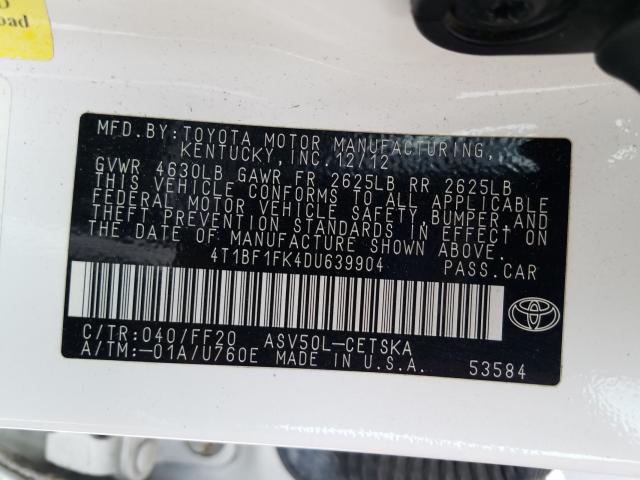 oad
MFD. BY: TOYOTA MOTOR MANUFACTURING,
KENTUCKY, INC. 12/12
GVWR 4630LB GAWR FR 2625LB RR 2625LB
THIS VEHICLE CONFORMS TO ALL APPLICABLE
FEDERAL MOTOR VEHICLE SAFETY, BUMPER AND
THEFT PREVENTION STANDARDS IN EFFECT ON
THE DATE OF MANUFACTURE SHOWN ABOVE.
4T1BF1FK4DU639904 PASS. CAR
C/TR: 040/FF20 ASV50L-CETSKA
A/TM: -01A/U760E MADE IN U.S.A. 53584